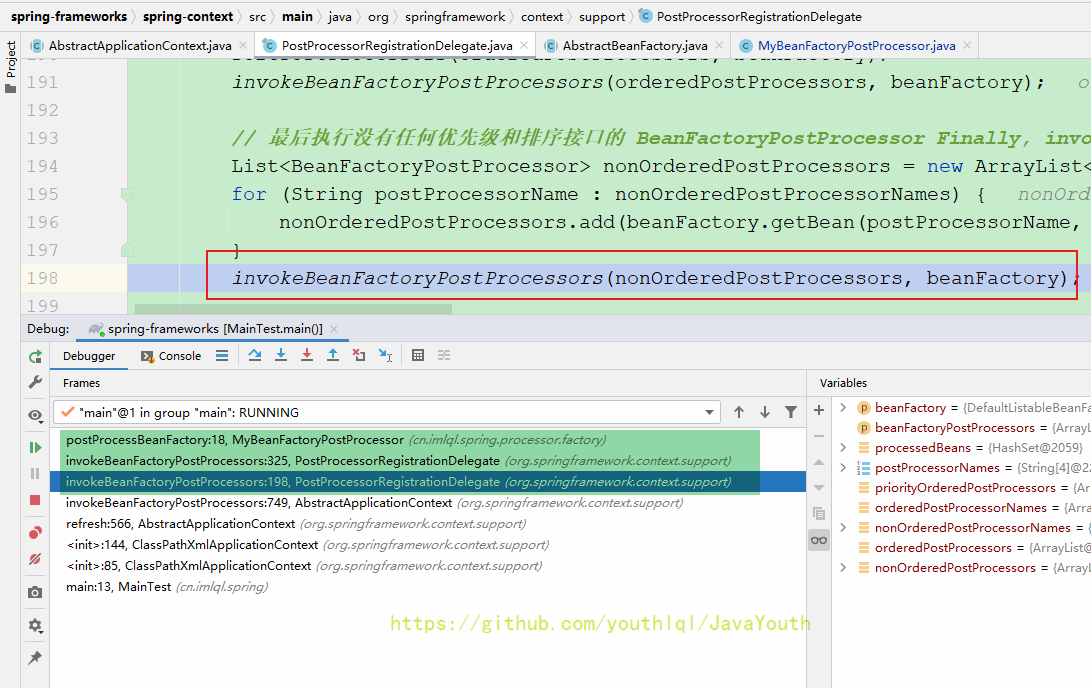 spring-frameworks spring-context src main java org springframework context support PostProcessorRegistrationDelegate
AbstractApplicationContext.java PostProcessorRegistrationDelegate.java AbstractBeanFactory.java MyBeanFactoryPostProcessor.java
Project
191 invokeBeanFactoryPostProcessors(orderedPostProcessors, beanFactory);
192
193 // 最后执行没有任何优先级和排序接口的 BeanFactoryPostProcessor Finally, invo
194 List<BeanFactoryPostProcessor> nonOrderedPostProcessors = new ArrayList<
195 for (String postProcessorName : nonOrderedPostProcessorNames) { nonOrd
196 nonOrderedPostProcessors.add(beanFactory.getBean(postProcessorName,
197 }
198 invokeBeanFactoryPostProcessors(nonOrderedPostProcessors, beanFactory);
199
Debug: spring-frameworks [MainTest.main()]
Debugger Console
Frames
Variables
"main"@1 in group "main": RUNNING
postProcessBeanFactory:18, MyBeanFactoryPostProcessor (cn.imlql.spring.processor.factory)
invokeBeanFactoryPostProcessors:325, PostProcessorRegistrationDelegate (org.springframework.context.support)
invokeBeanFactoryPostProcessors:198, PostProcessorRegistrationDelegate (org.springframework.context.support)
invokeBeanFactoryPostProcessors:749, AbstractApplicationContext (org.springframework.context.support)
refresh:566, AbstractApplicationContext (org.springframework.context.support)
<init>:144, ClassPathXmlApplicationContext (org.springframework.context.support)
<init>:85, ClassPathXmlApplicationContext (org.springframework.context.support)
main:13, MainTest (cn.imlql.spring)
beanFactory = {DefaultListableBeanFa
beanFactoryPostProcessors = {ArrayL
processedBeans = {HashSet@2059}
postProcessorNames = {String[4]@22
priorityOrderedPostProcessors = {Ar
orderedPostProcessorNames = {Arra
nonOrderedPostProcessorNames = {
orderedPostProcessors = {ArrayList@
nonOrderedPostProcessors = {ArrayL
https://github.com/youthlql/JavaYouth